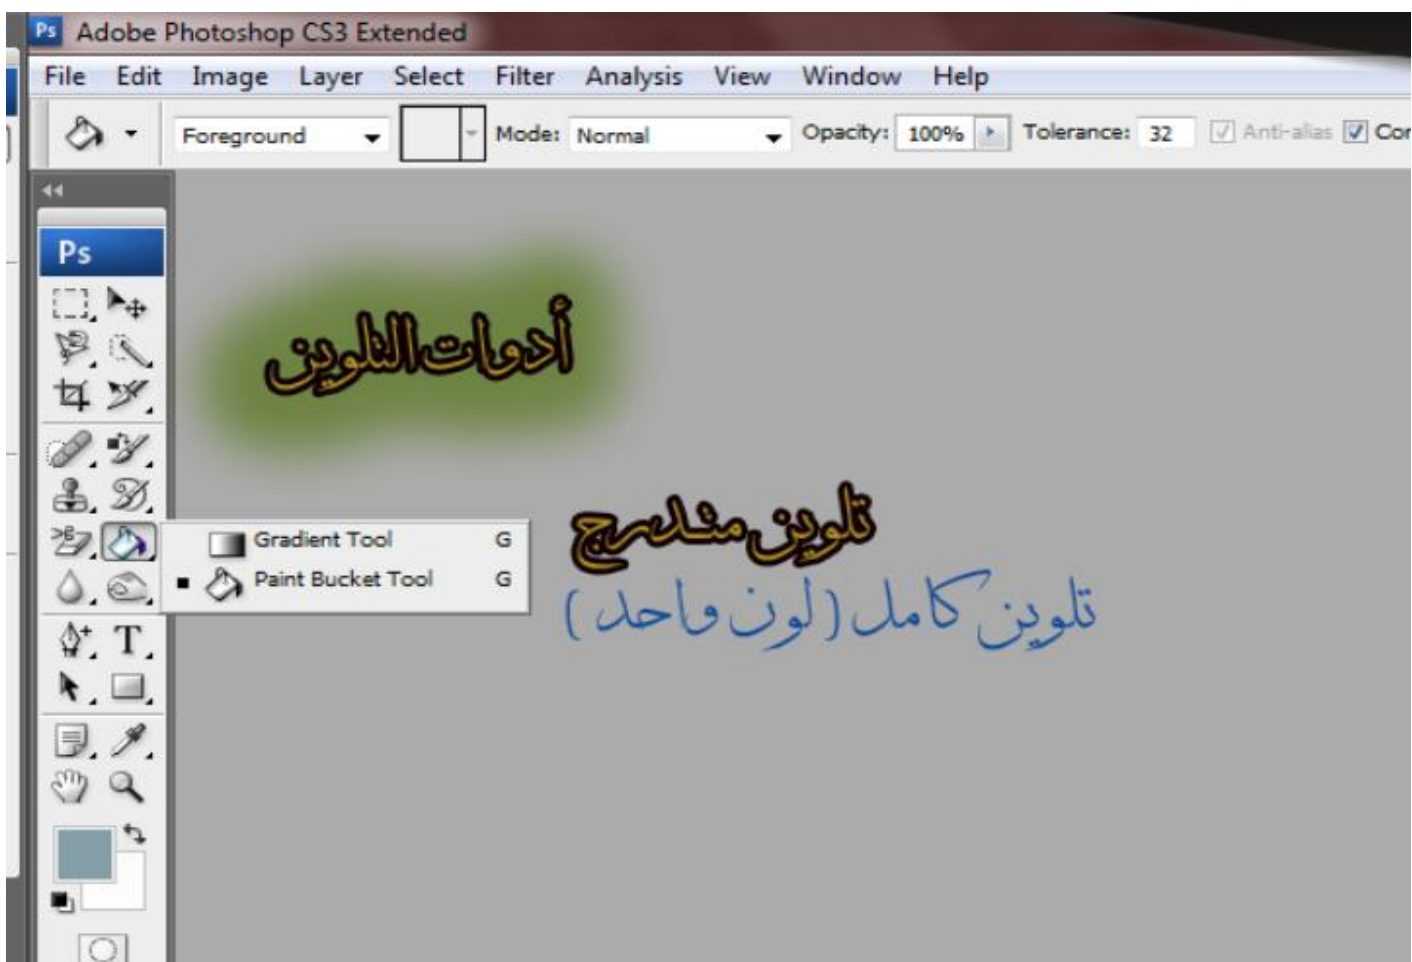 Ps Adobe Photoshop CS3 Extended
File Edit Image Layer Select Filter Analysis View Window Help
Foreground Mode: Normal Opacity: 100% Tolerance: 32 Anti-alias
Ps
أدوات التلوين
Gradient Tool G
تلوين متدرج
Paint Bucket Tool G
تلوين كامل (لون واحد)
T